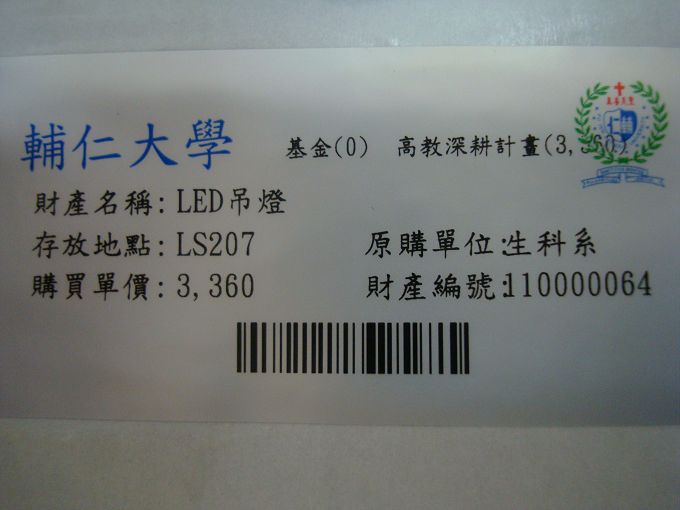 輔仁大學 基金(0) 高教深耕計畫(3,360)
財產名稱: LED吊燈
存放地點: LS207 原購單位:生科系
購買單價: 3,360 財產編號:110000064